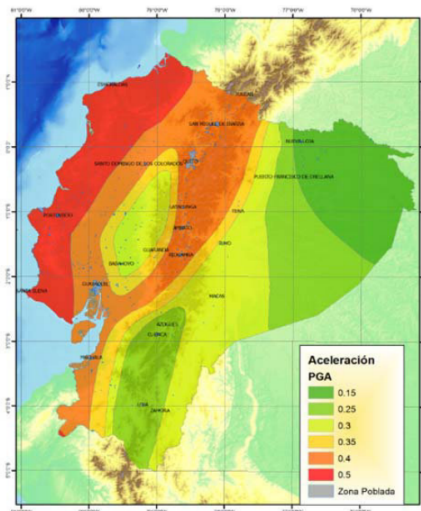 ESMERALDAS
TULCAN
SAN MIGUEL DE IBARRA
NUEVA LOJA
SANTO DOMINGO DE LOS COLORADOS
QUITO
PUERTO FRANCISCO DE ORELLANA
LATACUNGA
PORTOVIEJO
TENA
AMBATO
GUARANDA
PUYO
RIOBAMBA
BABAHOYO
SANTA ELENA
GUAYAQUIL
MACAS
AZOGUES
CUENCA
MACHALA
LOJA
ZAMORA
Aceleración
PGA
0.15
0.25
0.3
0.35
0.4
0.5
Zona Poblada